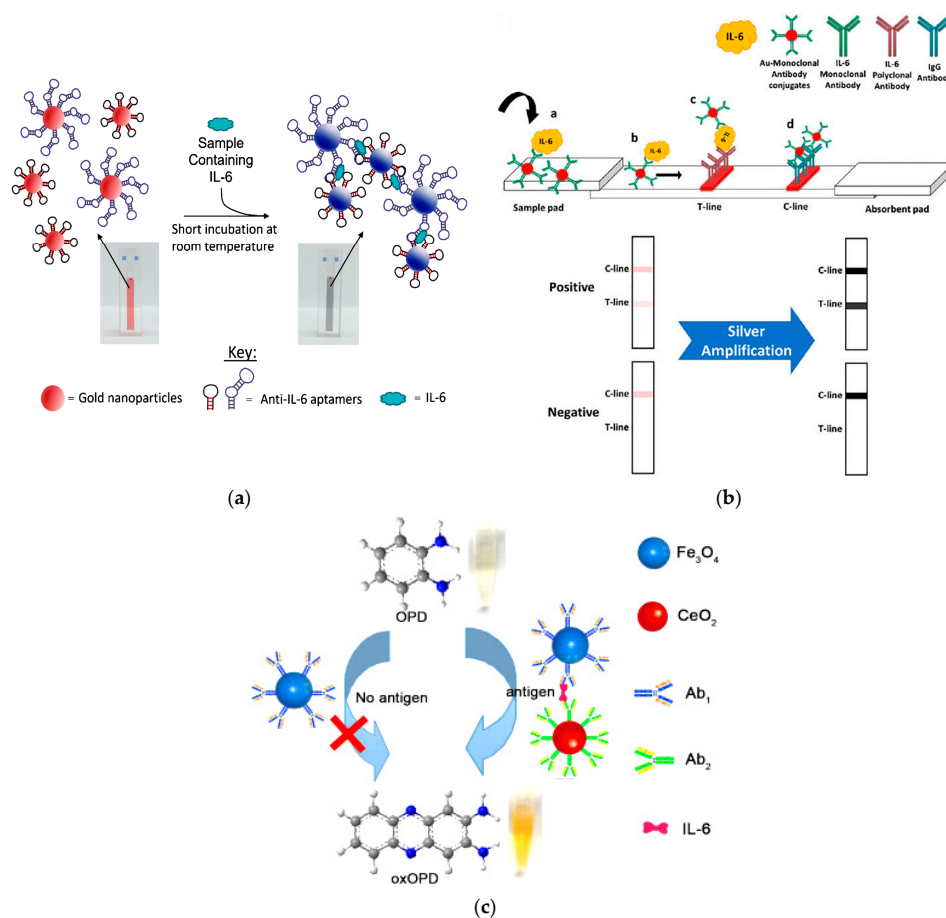 Sample
Containing
IL-6
Short incubation at
room temperature
Key:
= Gold nanoparticles
= Anti-IL-6 aptamers
= IL-6
(a)
IL-6
Au-Monoclonal
Antibody
conjugates
IL-6
Monoclonal
Antibody
IL-6
Polyclonal
Antibody
IgG
Antibody
a
IL-6
b
IL-6
c
IL-6
d
Sample pad
T-line
C-line
Absorbent pad
Positive
C-line
T-line
Silver
Amplification
C-line
T-line
Negative
C-line
T-line
C-line
T-line
(b)
OPD
No antigen
antigen
oxOPD
Fe₃O₄
CeO₂
Ab₁
Ab₂
IL-6
(c)